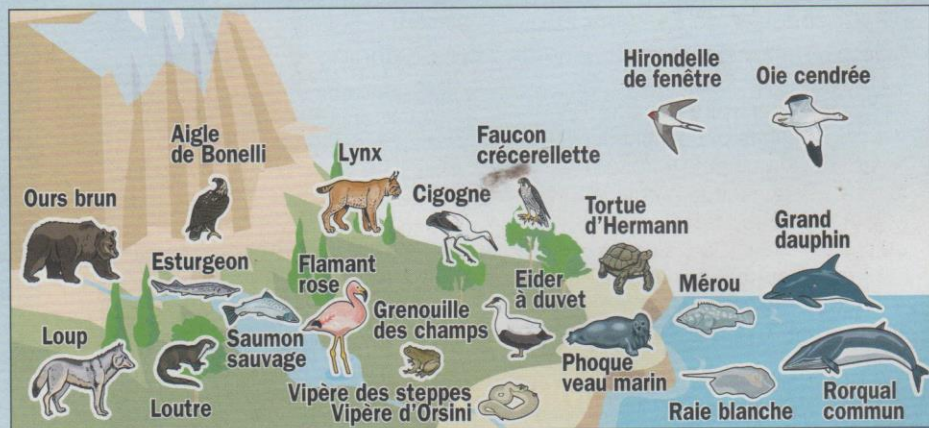 Hirondelle
de fenêtre
Oie cendrée
Aigle
de Bonelli
Lynx
Faucon
crécerellette
Cigogne
Ours brun
Tortue
d'Hermann
Grand
dauphin
Esturgeon
Flamant
rose
Eider
à duvet
Mérou
Grenouille
des champs
Loup
Saumon
sauvage
Phoque
veau marin
Loutre
Vipère des steppes
Vipère d'Orsini
Raie blanche
Rorqual
commun